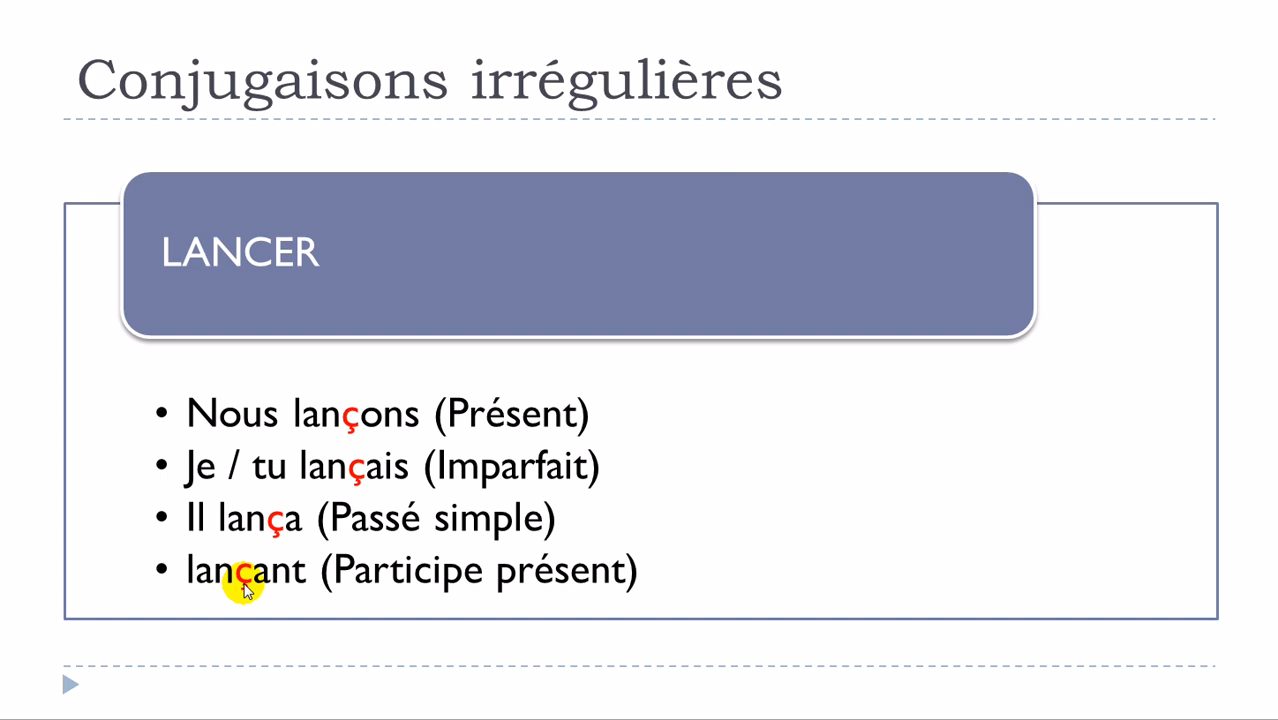 Conjugaisons irrégulières
LANCER
• Nous lançons (Présent)
• Je / tu lançais (Imparfait)
• Il lança (Passé simple)
• lançant (Participe présent)